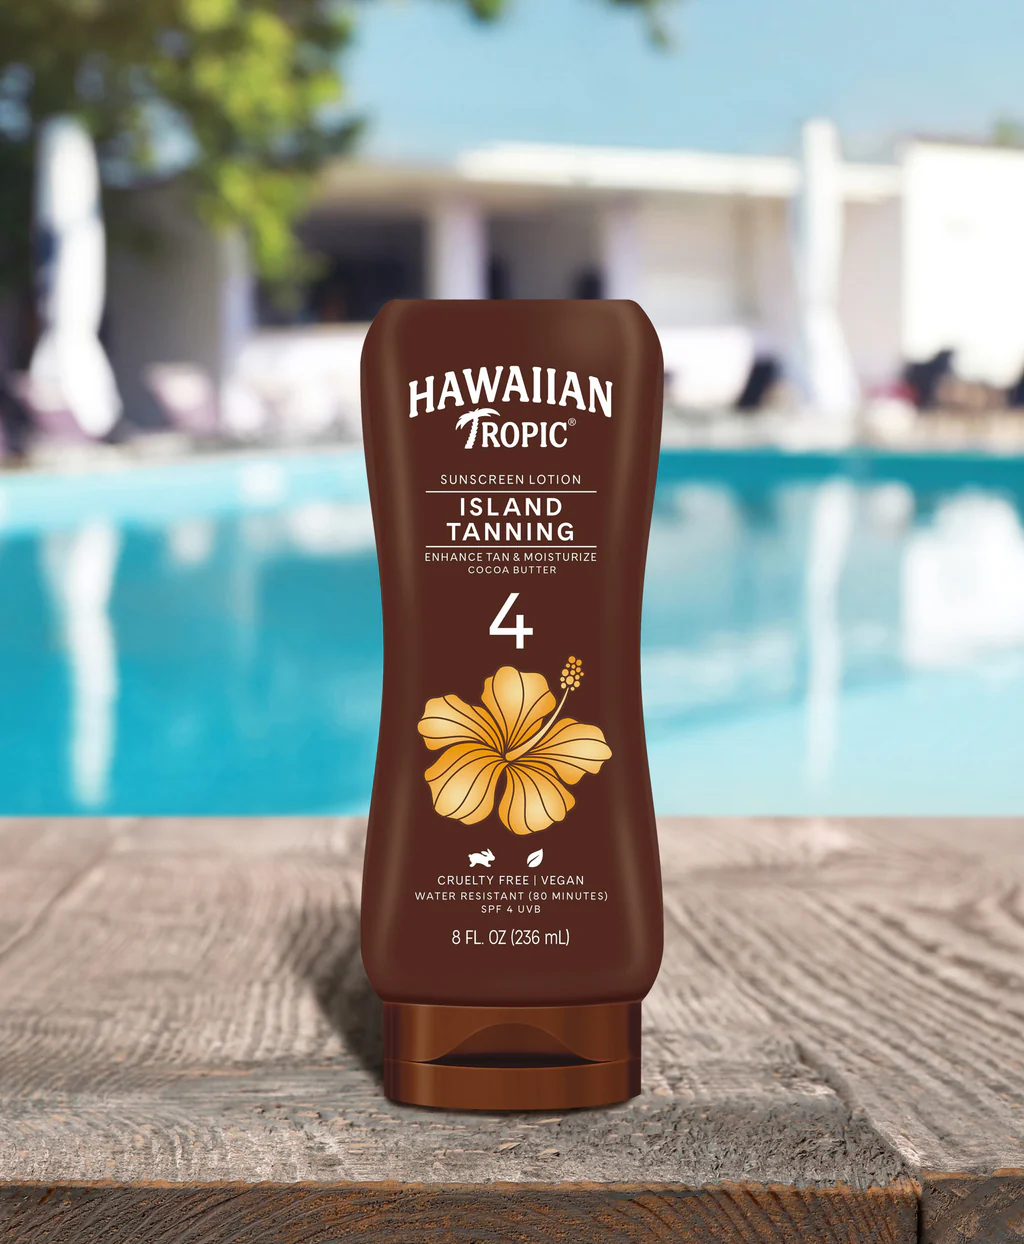 HAWAIIAN
TROPIC®
SUNSCREEN LOTION
ISLAND
TANNING
ENHANCE TAN & MOISTURIZE
COCOA BUTTER
4
CRUELTY FREE | VEGAN
WATER RESISTANT (80 MINUTES)
SPF 4 UVB
8 FL. OZ (236 mL)